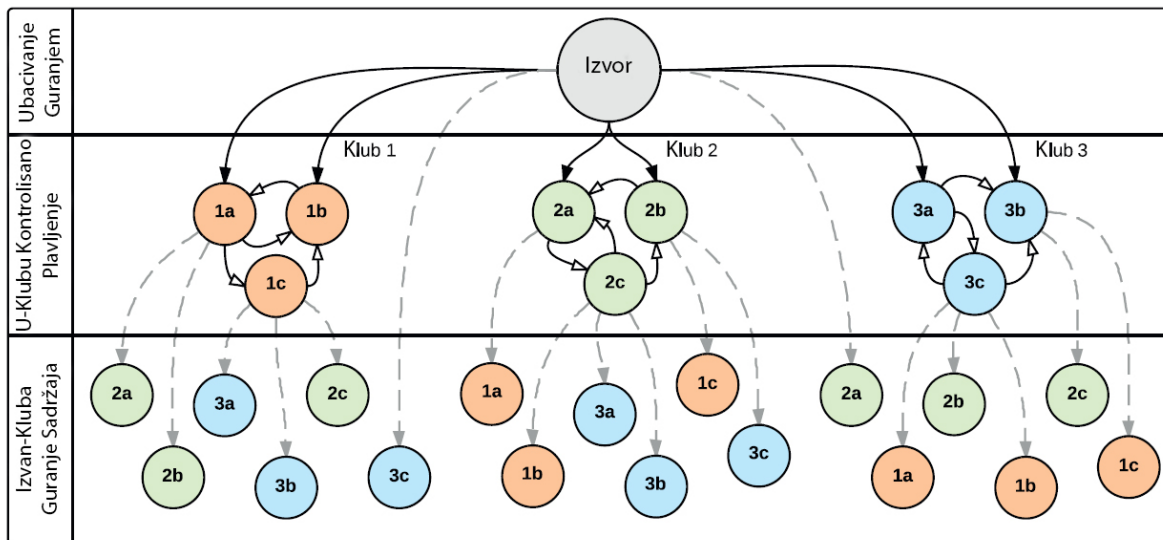 Ubacivanje
Guranjem
Izvor
U-Klubu Kontrolisano
Plavljenje
Klub 1
Klub 2
Klub 3
1a
1b
1c
2a
2b
2c
3a
3b
3c
Izvan-Kluba
Guranje Sadržaja
2a
3a
2c
2b
3b
3c
1a
1c
3a
1b
3b
3c
2a
2b
2c
1a
1b
1c